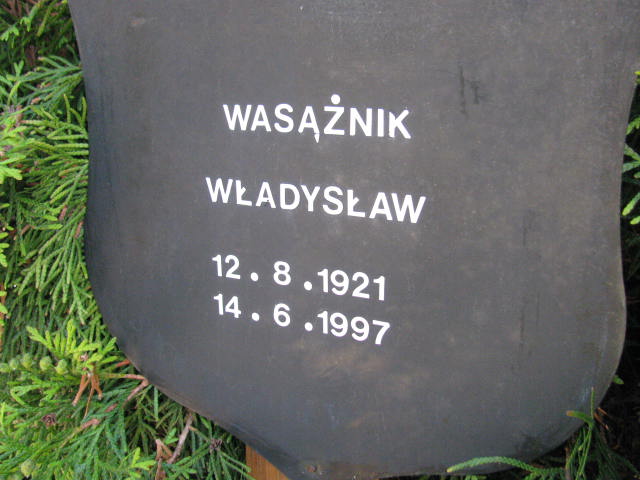 WASĄŻNIK
WŁADYSŁAW
12. 8.1921
14. 6.1997